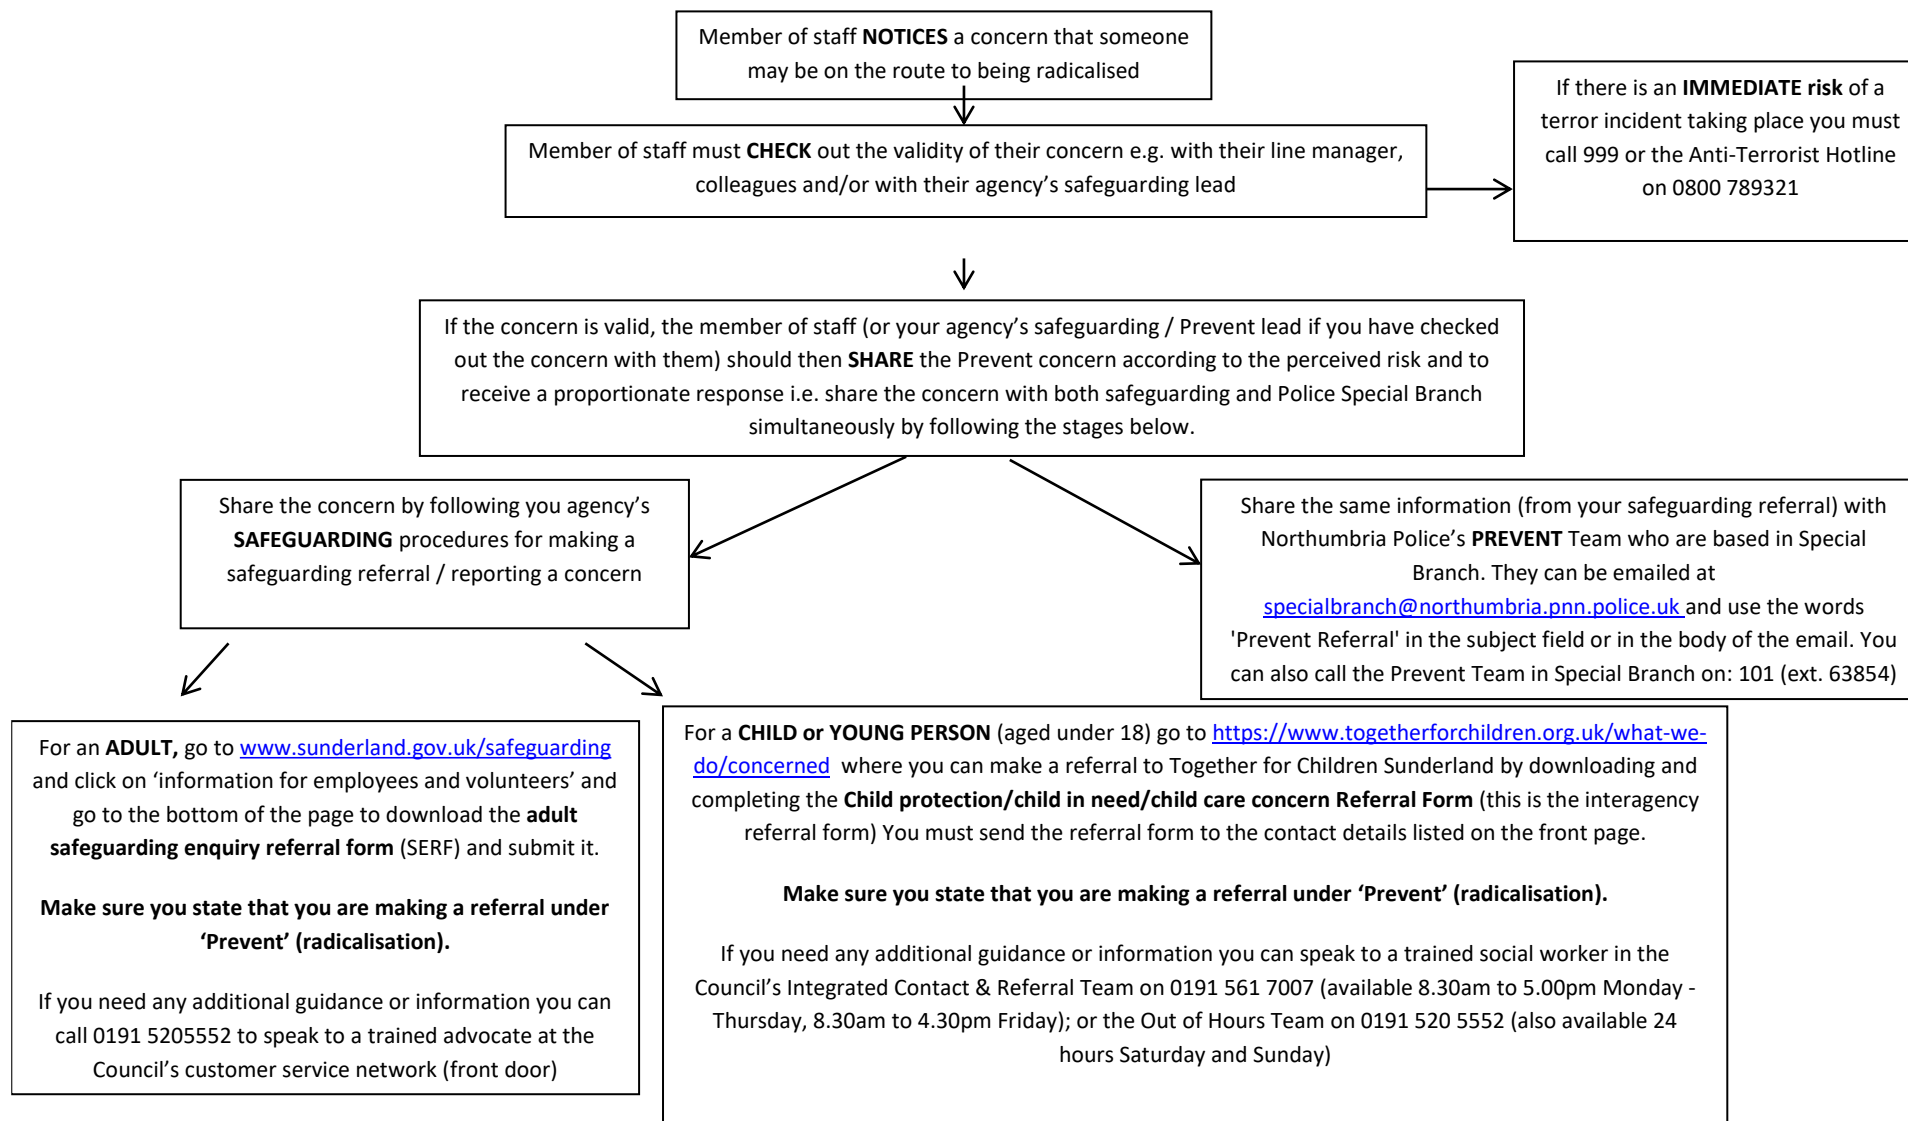 Member of staff NOTICES a concern that someone
may be on the route to being radicalised
If there is an IMMEDIATE risk of a
terror incident taking place you must
call 999 or the Anti-Terrorist Hotline
on 0800 789321
Member of staff must CHECK out the validity of their concern e.g. with their line manager,
colleagues and/or with their agency’s safeguarding lead
If the concern is valid, the member of staff (or your agency’s safeguarding / Prevent lead if you have checked
out the concern with them) should then SHARE the Prevent concern according to the perceived risk and to
receive a proportionate response i.e. share the concern with both safeguarding and Police Special Branch
simultaneously by following the stages below.
Share the concern by following you agency’s
SAFEGUARDING procedures for making a
safeguarding referral / reporting a concern
Share the same information (from your safeguarding referral) with
Northumbria Police’s PREVENT Team who are based in Special
Branch. They can be emailed at
specialbranch@northumbria.pnn.police.uk and use the words
'Prevent Referral' in the subject field or in the body of the email. You
can also call the Prevent Team in Special Branch on: 101 (ext. 63854)
For an ADULT, go to www.sunderland.gov.uk/safeguarding
and click on ‘information for employees and volunteers’ and
go to the bottom of the page to download the adult
safeguarding enquiry referral form (SERF) and submit it.
Make sure you state that you are making a referral under
‘Prevent’ (radicalisation).
If you need any additional guidance or information you can
call 0191 5205552 to speak to a trained advocate at the
Council’s customer service network (front door)
For a CHILD or YOUNG PERSON (aged under 18) go to https://www.togetherforchildren.org.uk/what-we-
do/concerned where you can make a referral to Together for Children Sunderland by downloading and
completing the Child protection/child in need/child care concern Referral Form (this is the interagency
referral form) You must send the referral form to the contact details listed on the front page.
Make sure you state that you are making a referral under ‘Prevent’ (radicalisation).
If you need any additional guidance or information you can speak to a trained social worker in the
Council’s Integrated Contact & Referral Team on 0191 561 7007 (available 8.30am to 5.00pm Monday -
Thursday, 8.30am to 4.30pm Friday); or the Out of Hours Team on 0191 520 5552 (also available 24
hours Saturday and Sunday)